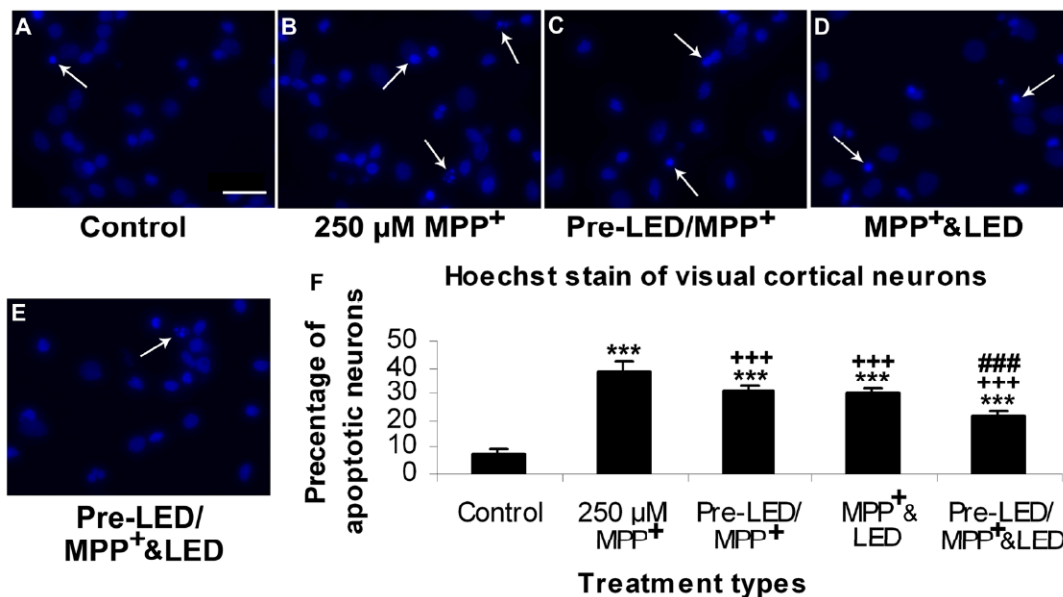 A
B
C
D
Control
250 µM MPP+
Pre-LED/MPP+
MPP+&LED
E
Pre-LED/
MPP+&LED
F
Hoechst stain of visual cortical neurons
Precentage of
apoptotic neurons
50
40
30
20
10
0
***
+++
***
+++
***
###
+++
***
Control
250 µM
MPP+
Pre-LED/
MPP+
MPP+&
LED
Pre-LED/
MPP+&LED
Treatment types